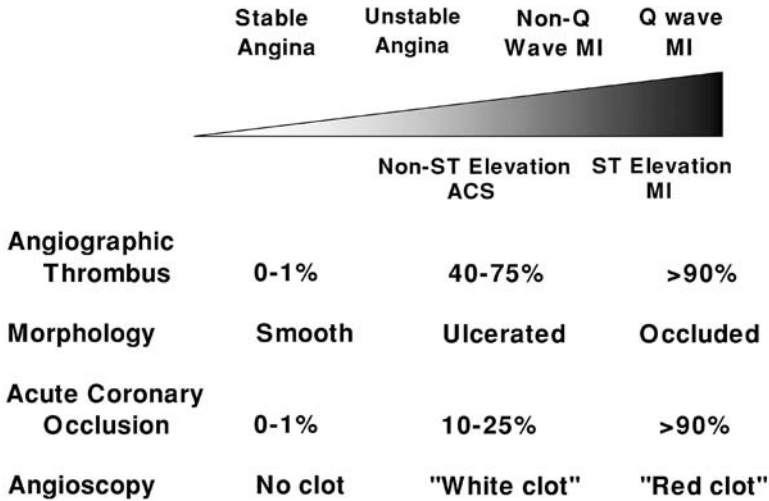 Stable Unstable Non-Q Q wave
Angina Angina Wave MI MI
Non-ST Elevation ST Elevation
ACS MI
Angiographic
Thrombus 0-1% 40-75% >90%
Morphology Smooth Ulcerated Occluded
Acute Coronary
Occlusion 0-1% 10-25% >90%
Angioscopy No clot "White clot" "Red clot"